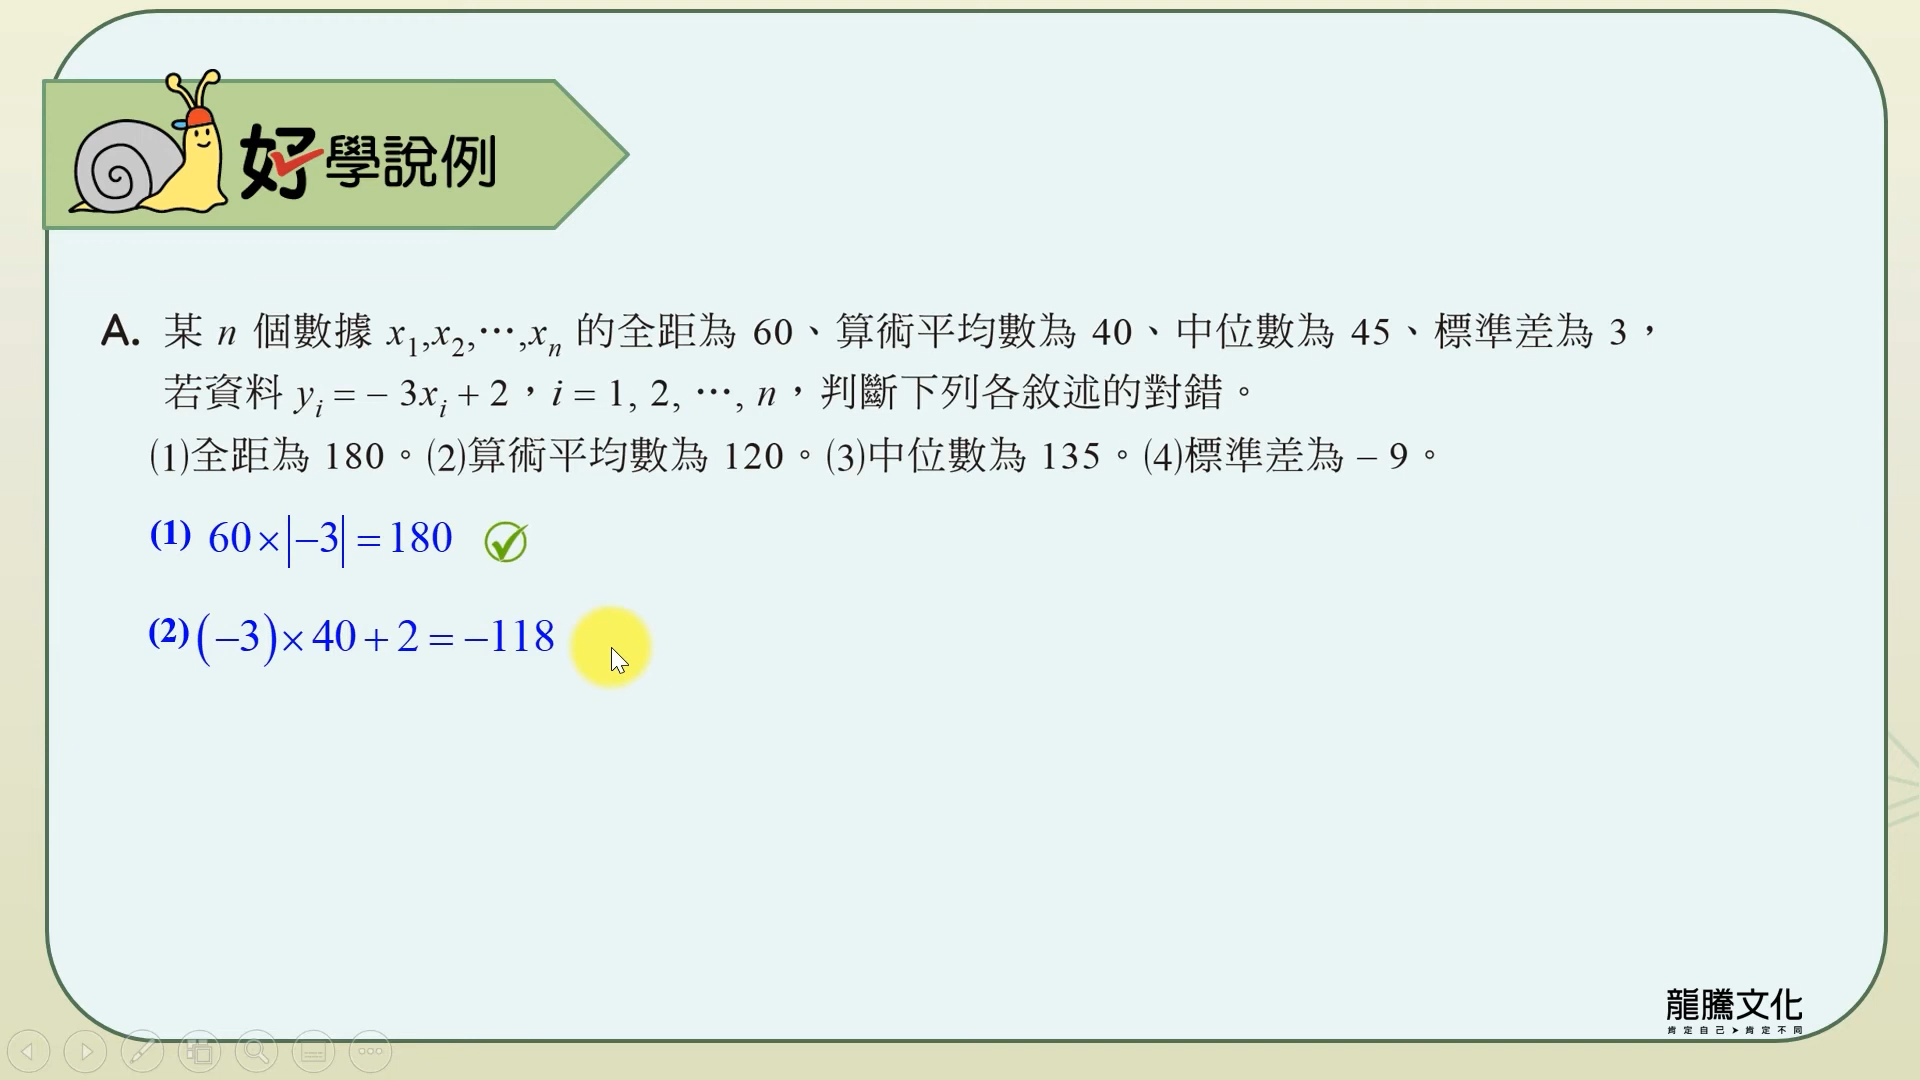 好學說例
A. 某 n 個數據 x₁,x₂,⋯,xₙ 的全距為 60、算術平均數為 40、中位數為 45、標準差為 3，
若資料 yᵢ = – 3xᵢ + 2，i = 1, 2, ⋯, n，判斷下列各敘述的對錯。
(1)全距為 180。(2)算術平均數為 120。(3)中位數為 135。(4)標準差為 – 9。
(1) 60×|−3| = 180
(2) (−3)×40 + 2 = −118
龍騰文化
肯定自己➤肯定不同